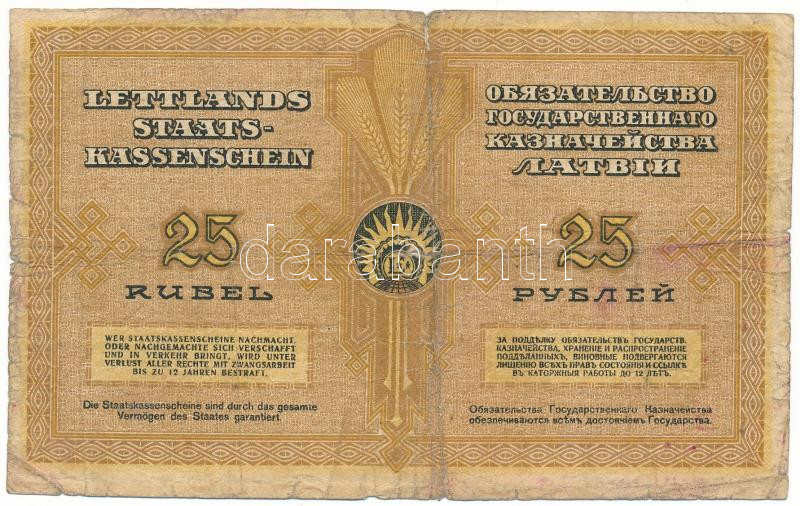 LETTLANDS
STAATS-
KASSENSCHEIN
25
RUBEL
WER STAATSKASSENSCHEINE NACHMACHT,
ODER NACHGEMACHTE SICH VERSCHAFFT
UND IN VERKEHR BRINGT, WIRD UNTER
VERLUST ALLER RECHTE MIT ZWANGSARBEIT
BIS ZU 12 JAHREN BESTRAFT.
Die Staatskassenscheine sind durch das gesamte
Vermögen des Staates garantiert.
ОБЯЗАТЕЛЬСТВО
ГОСУДАРСТВЕННАГО
КАЗНАЧЕЙСТВА
ЛАТВІИ
25
РУБЛЕЙ
ЗА ПОДДѢЛКУ ОБЯЗАТЕЛЬСТВЪ ГОСУДАРСТВ.
КАЗНАЧЕЙСТВА, ХРАНЕНІЕ И РАСПРОСТРАНЕНІЕ
ПОДДѢЛАННЫХЪ, ВИНОВНЫЕ ПОДВЕРГАЮТСЯ
ЛИШЕНІЮ ВСѢХЪ ПРАВЪ СОСТОЯНІЯ И ССЫЛКѢ
ВЪ КАТОРЖНЫЯ РАБОТЫ ДО 12 ЛѢТЪ.
Обязательства Государственнаго Казначейства
обезпечиваются всѣмъ достояніемъ Государства.
darabanth